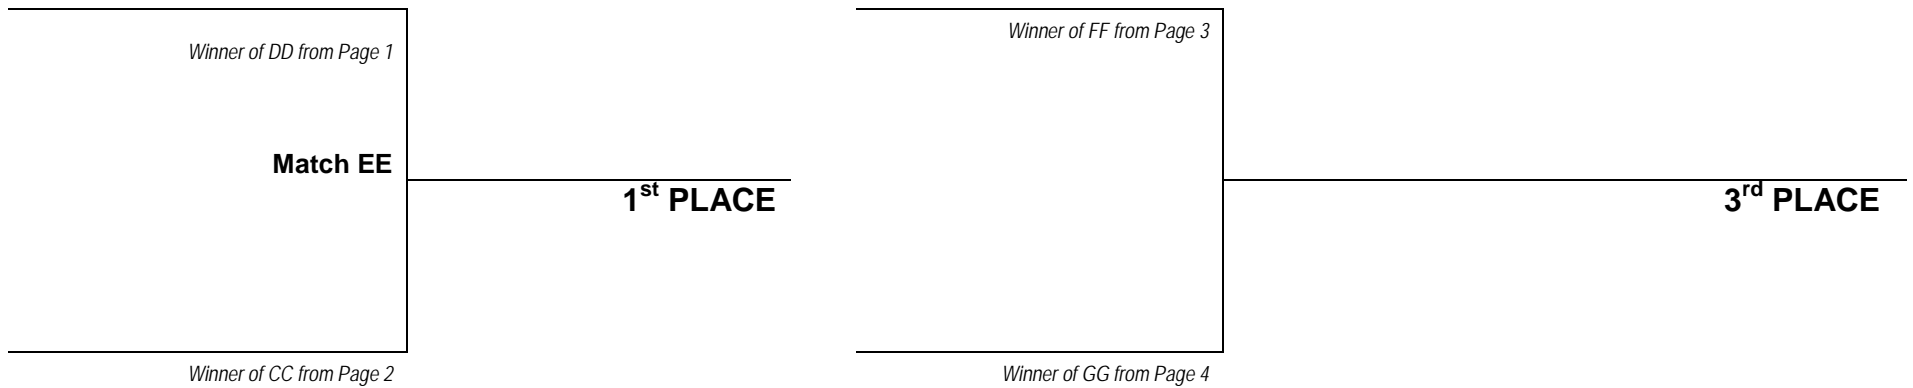 Winner of DD from Page 1
Match EE
1st PLACE
Winner of CC from Page 2
Winner of FF from Page 3
3rd PLACE
Winner of GG from Page 4